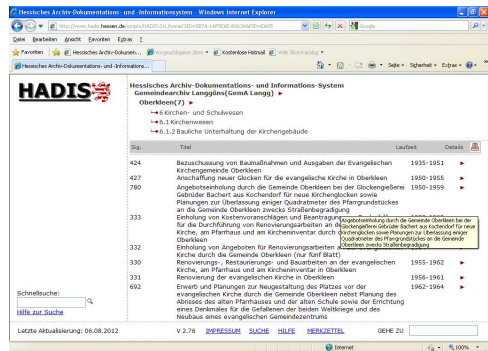 Hessisches Archiv-Dokumentations- und -Informationssystem - Windows Internet Explorer
Google
Datei Bearbeiten Ansicht Favoriten Extras ?
Favoriten Hessisches Archiv-Dokumen... Vorgeschlagene Sites Kostenlose Hotmail Web Slice-Katalog
Hessisches Archiv-Dokumentations- und -Informations...
Seite Sicherheit Extras
HADIS
Hessisches Archiv-Dokumentations- und Informations-System
Gemeindearchiv Langgöns(GemA Langg)
Oberkleen(7)
6 Kirchen- und Schulwesen
6.1 Kirchenwesen
6.1.2 Bauliche Unterhaltung der Kirchengebäude
Sig. Titel Laufzeit Details
424 Bezuschussung von Baumaßnahmen und Ausgaben der Evangelischen 1935-1951
Kirchengemeinde Oberkleen
427 Anschaffung neuer Glocken für die evangelische Kirche in Oberkleen 1950-1955
780 Angebotseinholung durch die Gemeinde Oberkleen bei der Glockengießerei 1950-1959
Gebrüder Bachert aus Kochendorf für neue Kirchenglocken sowie
Planungen zur Überlassung einiger Quadratmeter des Pfarrgrundstückes
an die Gemeinde Oberkleen zwecks Straßenbegradigung
Angebotseinholung durch die Gemeinde Oberkleen bei der
Glockengießerei Gebrüder Bachert aus Kochendorf für neue
Kirchenglocken sowie Planungen zur Überlassung einiger
Quadratmeter des Pfarrgrundstückes an die Gemeinde
Oberkleen zwecks Straßenbegradigung
333 Einholung von Kostenvoranschlägen und
für die Durchführung von Renovierungsarbeiten an
Kirche, am Pfarrhaus und am Kircheninventar durch
Oberkleen
332 Einholung von Angeboten für Renovierungsarbeiten
Kirche durch die Gemeinde Oberkleen (nur fünf Blatt)
330 Renovierungs-, Restaurierungs- und Bauarbeiten an der evangelischen 1955-1962
Kirche, am Pfarrhaus und am Kircheninventar in Oberkleen
331 Renovierung der evangelischen Kirche in Oberkleen 1956-1961
692 Erwerb und Planungen zur Neugestaltung des Platzes vor der 1962-1964
evangelischen Kirche durch die Gemeinde Oberkleen nebst Planung des
Abrisses des alten Pfarrhauses und der alten Schule sowie der Errichtung
eines Denkmales für die Gefallenen der beiden Weltkriege und des
Neubaus eines evangelischen Gemeindezentrums
Schnellsuche:
Hilfe zur Suche
Letzte Aktualisierung: 06.08.2012 V 2.76 IMPRESSUM SUCHE HILFE MERKZETTEL GEHE ZU
Internet 100%